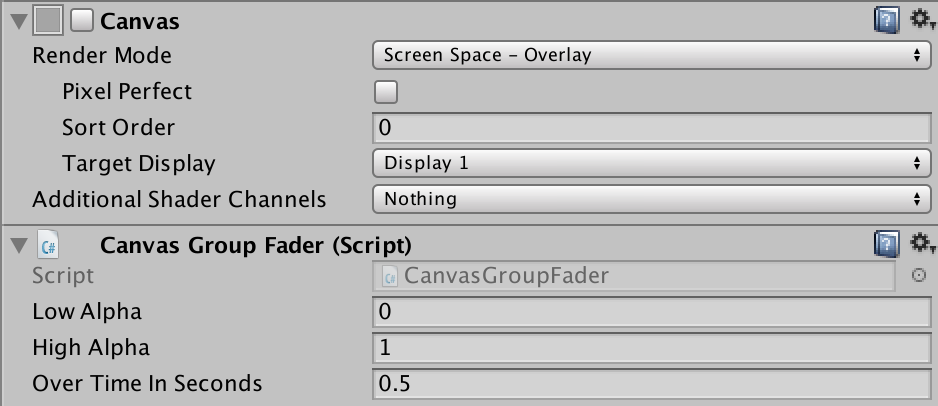 Canvas
Render Mode Screen Space - Overlay
Pixel Perfect
Sort Order 0
Target Display Display 1
Additional Shader Channels Nothing
C# Canvas Group Fader (Script)
Script C# CanvasGroupFader
Low Alpha 0
High Alpha 1
Over Time In Seconds 0.5